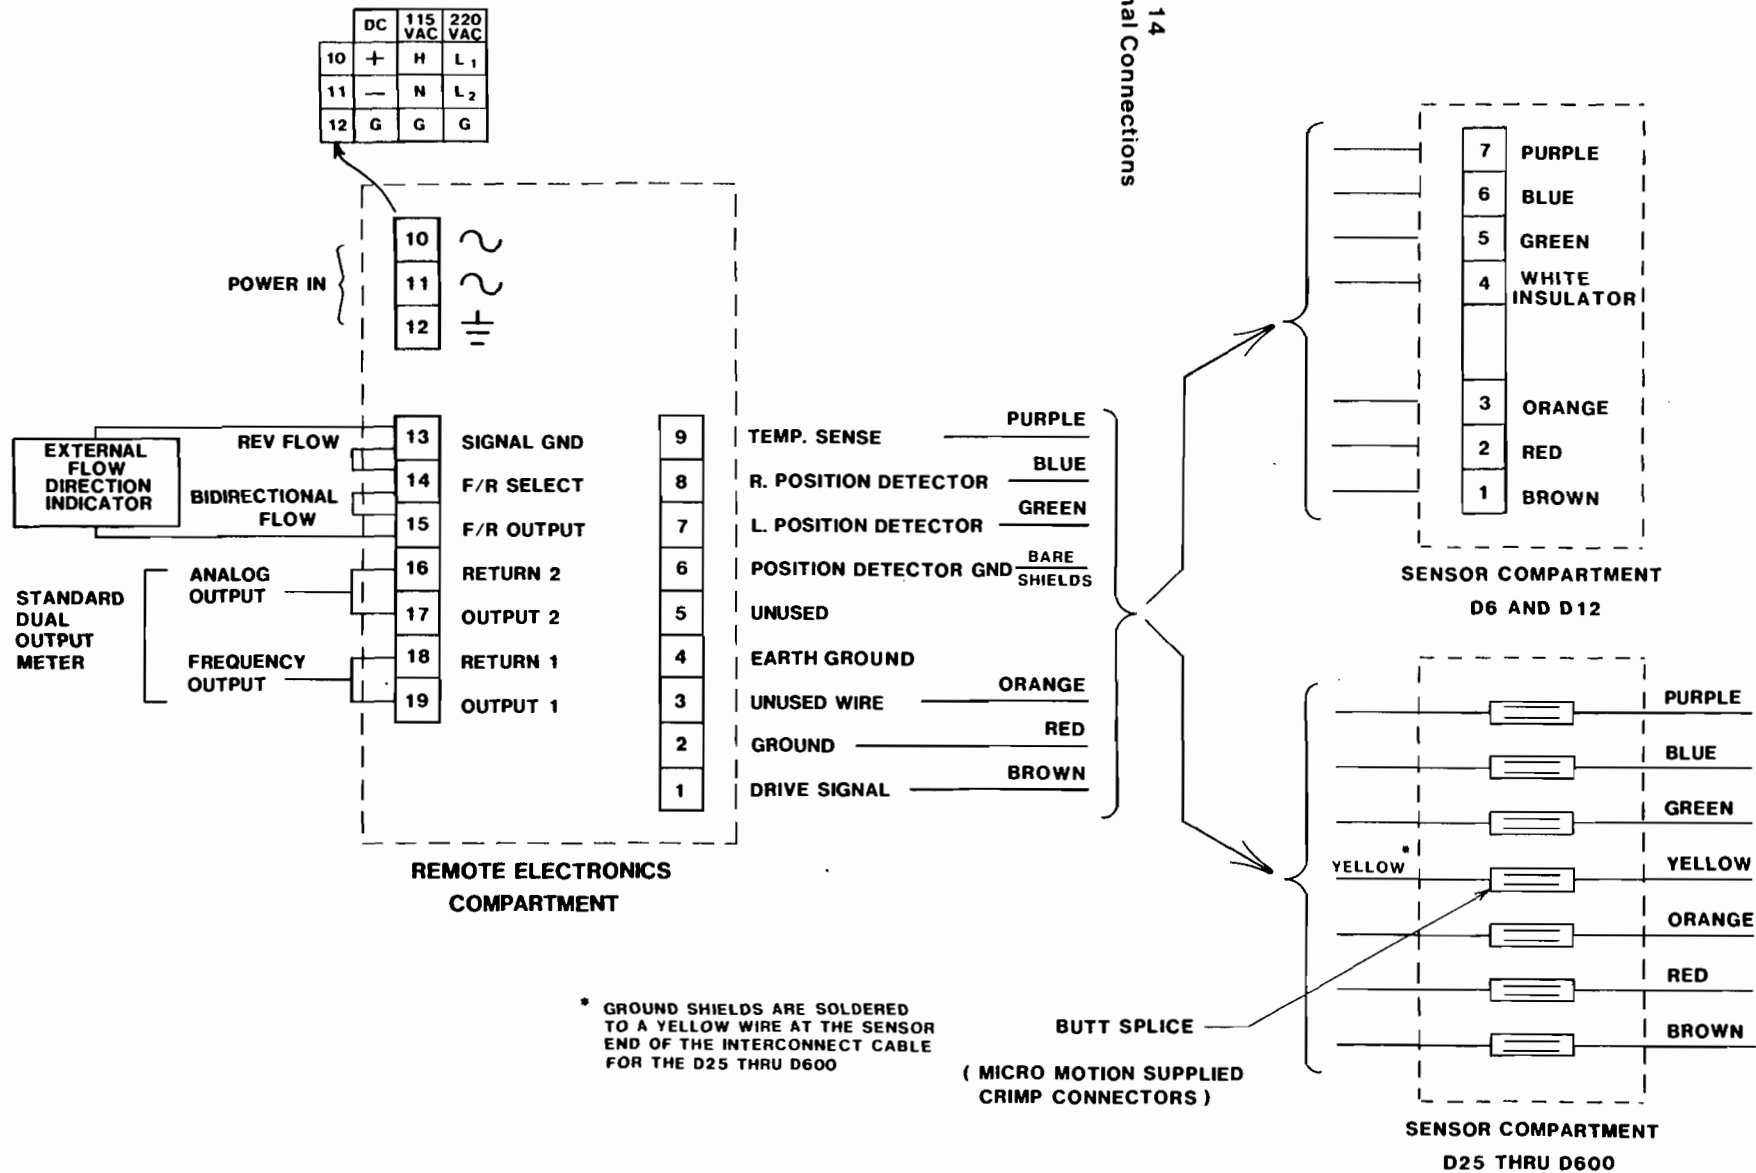 14
nal Connections
DC 115 VAC 220 VAC
10 + H L1
11 — N L2
12 G G G
POWER IN
10
11
12
EXTERNAL
FLOW
DIRECTION
INDICATOR
REV FLOW
BIDIRECTIONAL
FLOW
STANDARD
DUAL
OUTPUT
METER
ANALOG
OUTPUT
FREQUENCY
OUTPUT
13 SIGNAL GND
14 F/R SELECT
15 F/R OUTPUT
16 RETURN 2
17 OUTPUT 2
18 RETURN 1
19 OUTPUT 1
9 TEMP. SENSE PURPLE
8 R. POSITION DETECTOR BLUE
7 L. POSITION DETECTOR GREEN
6 POSITION DETECTOR GND BARE SHIELDS
5 UNUSED
4 EARTH GROUND
3 UNUSED WIRE ORANGE
2 GROUND RED
1 DRIVE SIGNAL BROWN
REMOTE ELECTRONICS
COMPARTMENT
7 PURPLE
6 BLUE
5 GREEN
4 WHITE
INSULATOR
3 ORANGE
2 RED
1 BROWN
SENSOR COMPARTMENT
D6 AND D12
PURPLE
BLUE
GREEN
YELLOW* YELLOW
ORANGE
RED
BROWN
BUTT SPLICE
( MICRO MOTION SUPPLIED
CRIMP CONNECTORS )
SENSOR COMPARTMENT
D25 THRU D600
* GROUND SHIELDS ARE SOLDERED
TO A YELLOW WIRE AT THE SENSOR
END OF THE INTERCONNECT CABLE
FOR THE D25 THRU D600